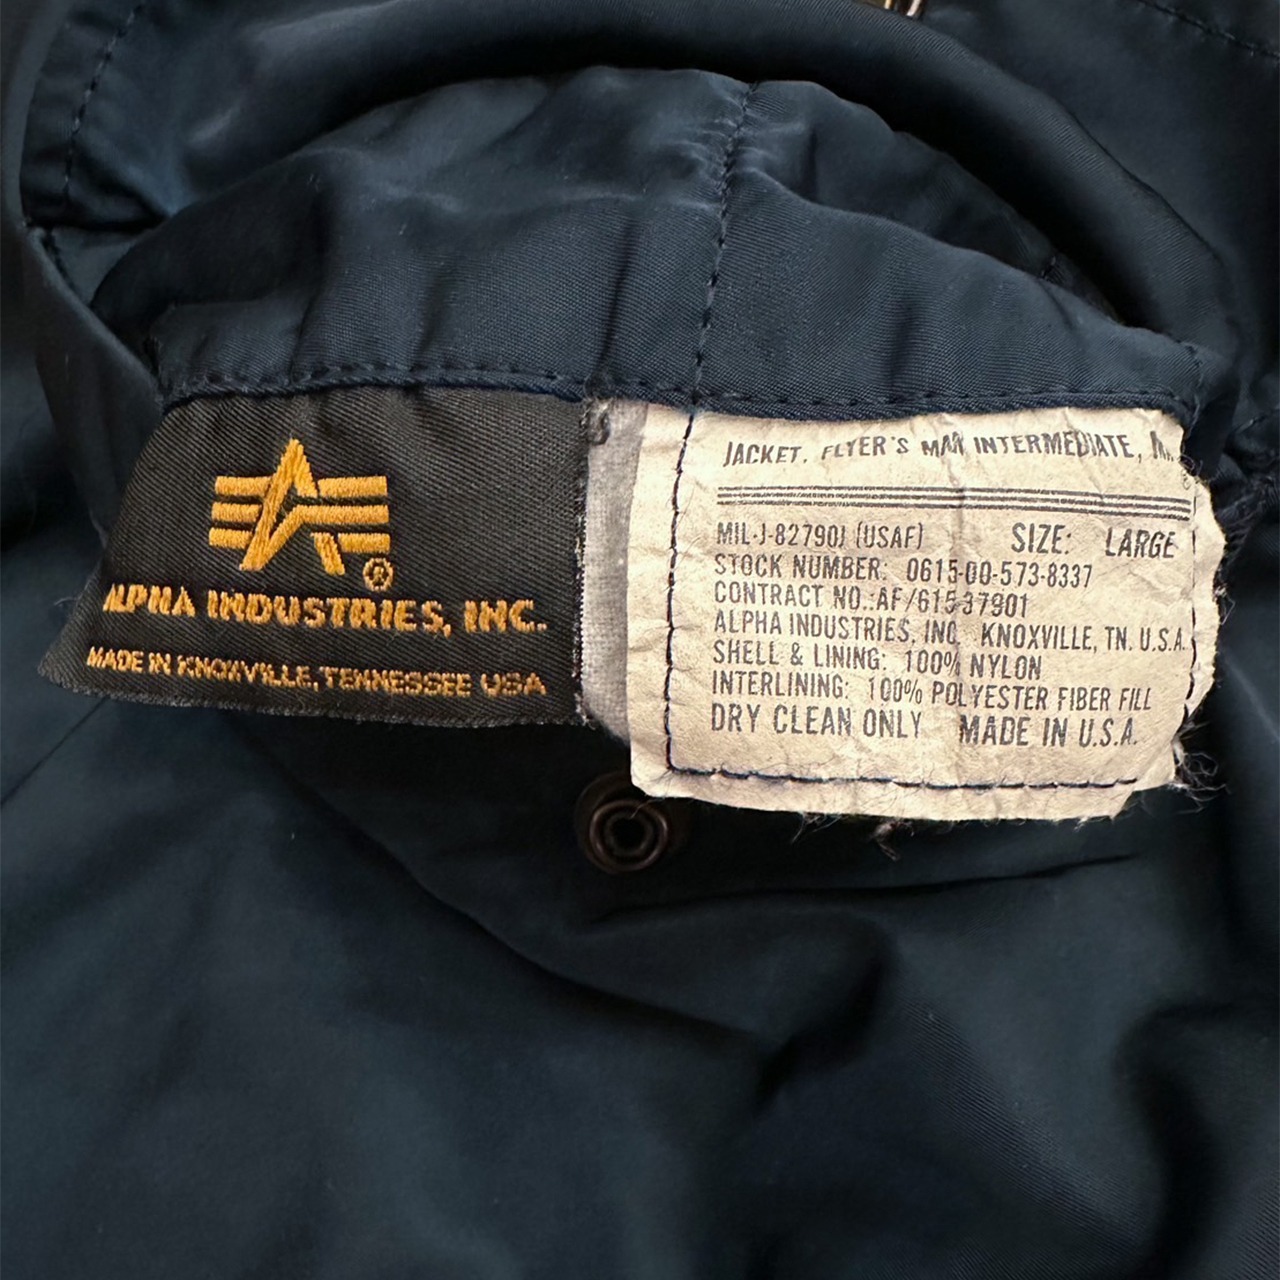 ALPHA INDUSTRIES, INC.
MADE IN KNOXVILLE, TENNESSEE USA
JACKET, FLYER'S MAN INTERMEDIATE,
MIL-J-8279OJ (USAF) SIZE: LARGE
STOCK NUMBER: 0615-00-573-8337
CONTRACT NO.:AF/615-37901
ALPHA INDUSTRIES, INC KNOXVILLE, TN. U.S.A.
SHELL & LINING: 100% NYLON
INTERLINING: 100% POLYESTER FIBER FILL
DRY CLEAN ONLY MADE IN U.S.A.